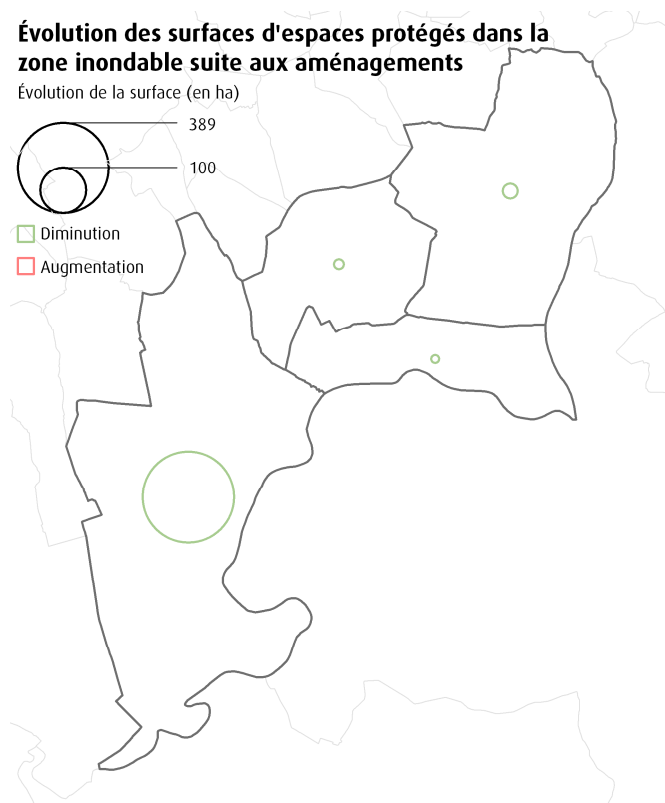 Évolution des surfaces d'espaces protégés dans la
zone inondable suite aux aménagements
Évolution de la surface (en ha)
389
100
Diminution
Augmentation